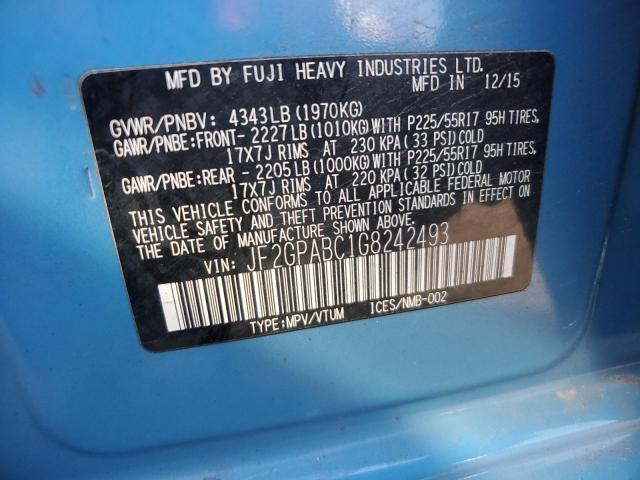 MFD BY FUJI HEAVY INDUSTRIES LTD.
MFD IN 12/15
GVWR/PNBV: 4343LB(1970KG)
GAWR/PNBE:FRONT- 2227LB(1010KG)WITH P225/55R17 95H TIRES,
17X7J RIMS AT 230 KPA(33 PSI)COLD
GAWR/PNBE:REAR - 2205LB(1000KG)WITH P225/55R17 95H TIRES,
17X7J RIMS AT 220 KPA(32 PSI)COLD
THIS VEHICLE CONFORMS TO ALL APPLICABLE FEDERAL MOTOR
VEHICLE SAFETY AND THEFT PREVENTION STANDARDS IN EFFECT ON
THE DATE OF MANUFACTURE SHOWN ABOVE.
VIN: JF2GPABC1G8242493
TYPE:MPV/VTUM ICES/NMB-002